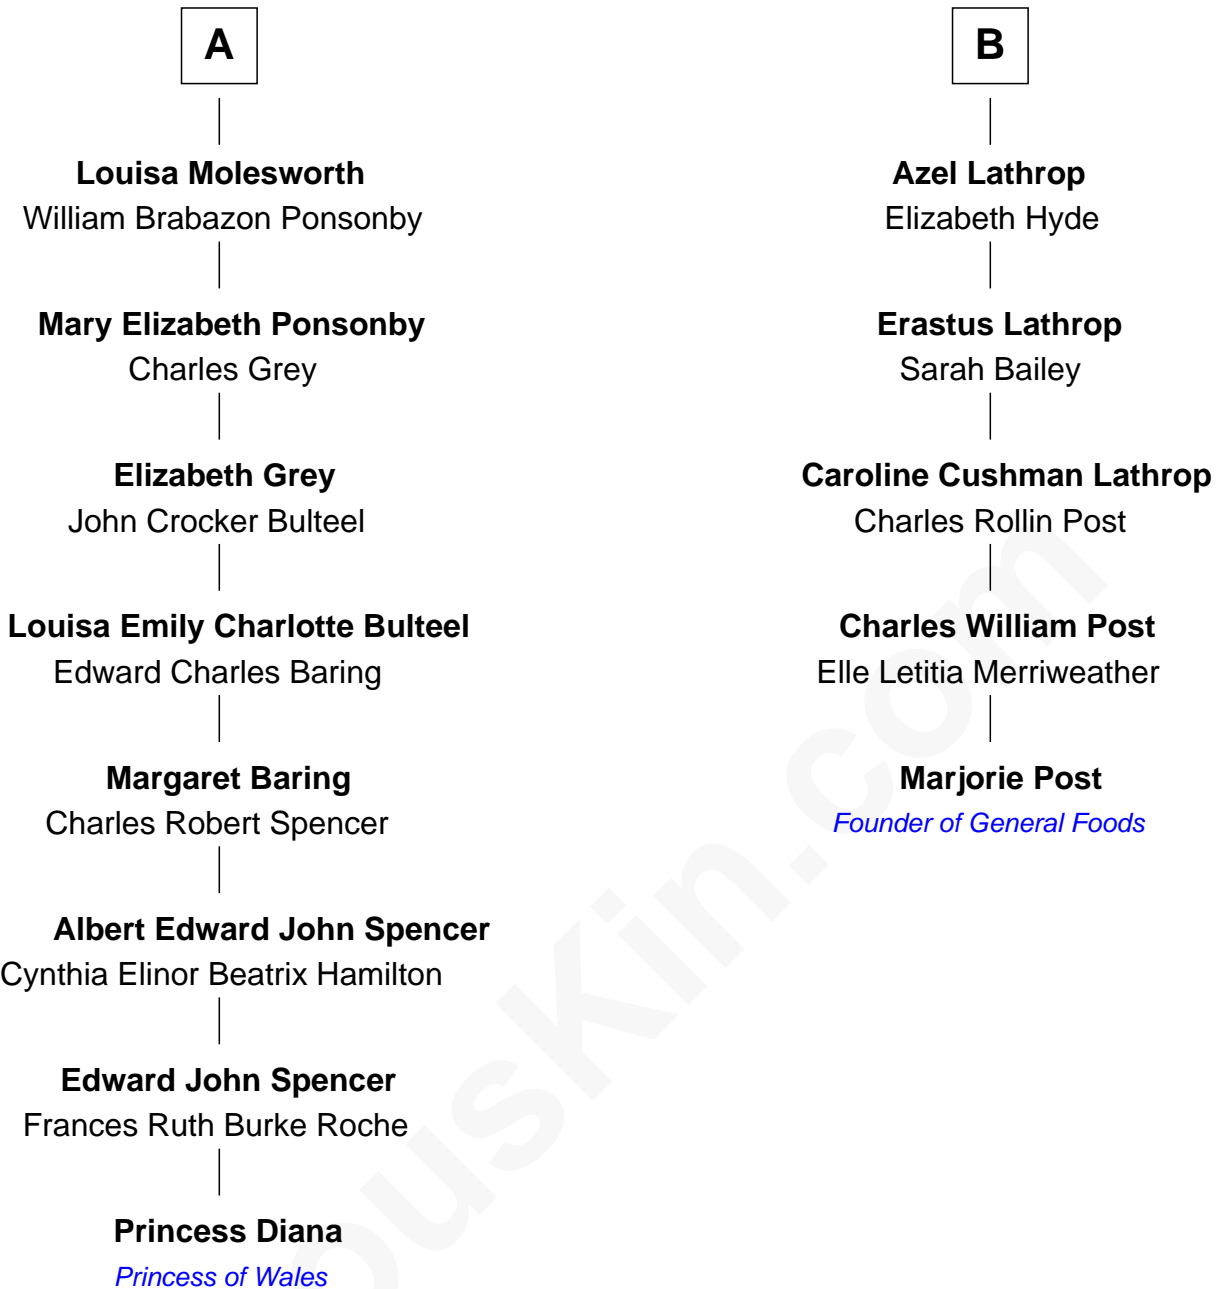 A
Louisa Molesworth
William Brabazon Ponsonby
Mary Elizabeth Ponsonby
Charles Grey
Elizabeth Grey
John Crocker Bulteel
Louisa Emily Charlotte Bulteel
Edward Charles Baring
Margaret Baring
Charles Robert Spencer
Albert Edward John Spencer
Cynthia Elinor Beatrix Hamilton
Edward John Spencer
Frances Ruth Burke Roche
Princess Diana
Princess of Wales
B
Azel Lathrop
Elizabeth Hyde
Erastus Lathrop
Sarah Bailey
Caroline Cushman Lathrop
Charles Rollin Post
Charles William Post
Elle Letitia Merriweather
Marjorie Post
Founder of General Foods
ousKin.com